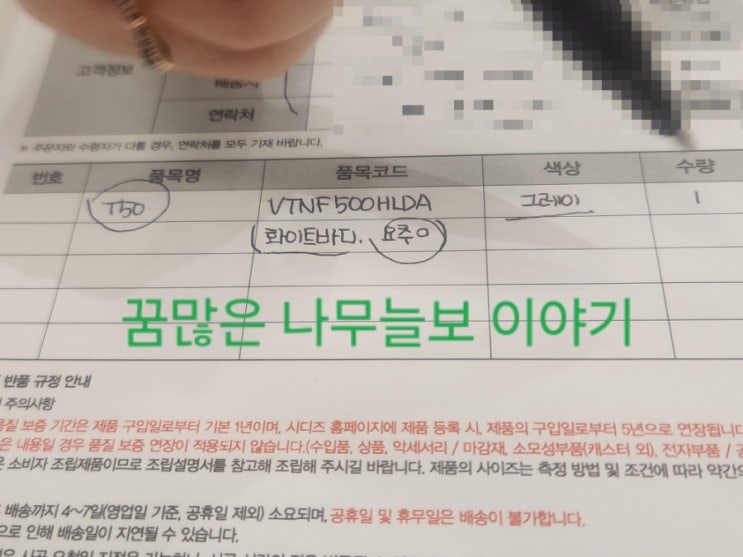 고객정보
배송지
연락처
※ 주문자와 수령자가 다를 경우, 연락처를 모두 기재 바랍니다.
번호 품목명 품목코드 색상 수량
T50 VTNF500HLDA 그레이 1
화이트바디. 요추○
꿈많은 나무늘보 이야기
반품 규정 안내
주의사항
품질 보증 기간은 제품 구입일로부터 기본 1년이며, 시디즈 홈페이지에 제품 등록 시, 제품의 구입일로부터 5년으로 연장됩니다
은 내용일 경우 품질 보증 연장이 적용되지 않습니다.(수입품, 상품, 악세서리 / 마감재, 소모성부품(캐스터 외), 전자부품 /
은 소비자 조립제품이므로 조립설명서를 참고해 조립해 주시길 바랍니다. 제품의 사이즈는 측정 방법 및 조건에 따라 약간의
배송까지 4~7일(영업일 기준, 공휴일 제외) 소요되며, 공휴일 및 휴무일은 배송이 불가합니다.
으로 인해 배송일이 지연될 수 있습니다.